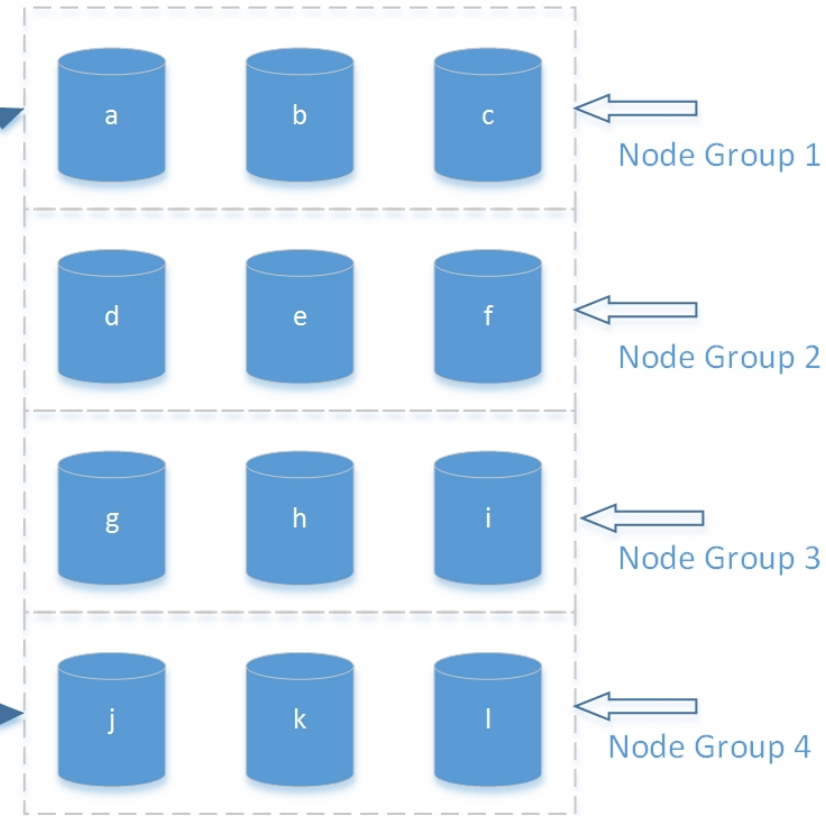 a b c
Node Group 1
d e f
Node Group 2
g h i
Node Group 3
j k l
Node Group 4